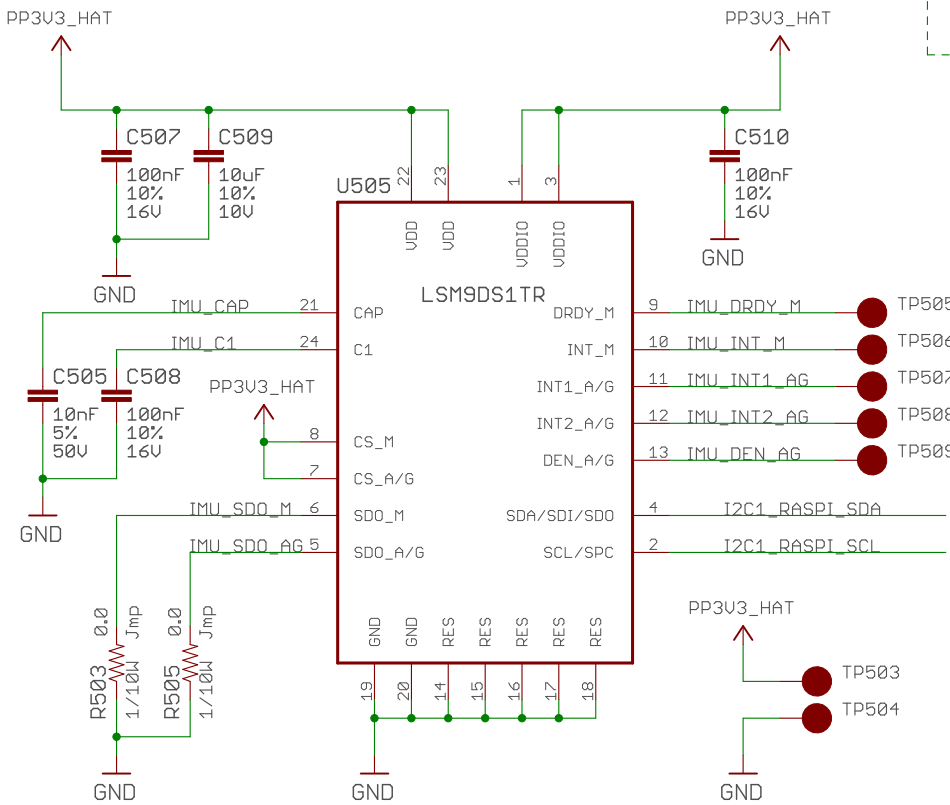 PP3V3_HAT
PP3V3_HAT
C507
100nF
10%
16V
C509
10uF
10%
10V
C510
100nF
10%
16V
GND
GND
U505
22
23
1
3
VDD
VDD
VDDIO
VDDIO
LSM9DS1TR
IMU_CAP
21
CAP
IMU_C1
24
C1
C505
10nF
5%
50V
C508
100nF
10%
16V
GND
PP3V3_HAT
8
CS_M
7
CS_A/G
IMU_SDO_M
6
SDO_M
IMU_SDO_AG
5
SDO_A/G
DRDY_M
9
IMU_DRDY_M
TP505
INT_M
10
IMU_INT_M
TP506
INT1_A/G
11
IMU_INT1_AG
TP507
INT2_A/G
12
IMU_INT2_AG
TP508
DEN_A/G
13
IMU_DEN_AG
TP509
SDA/SDI/SDO
4
I2C1_RASPI_SDA
SCL/SPC
2
I2C1_RASPI_SCL
R503
0.0
Jmp
1/10W
R505
0.0
Jmp
1/10W
GND
GND
GND
RES
RES
RES
RES
RES
19
20
14
15
16
17
18
GND
PP3V3_HAT
TP503
TP504
GND